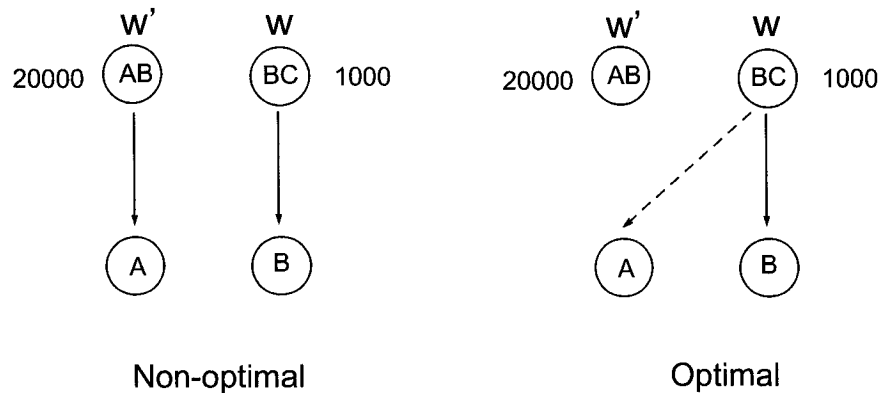 W' W W' W
20000 AB BC 1000 20000 AB BC 1000
A B A B
Non-optimal Optimal